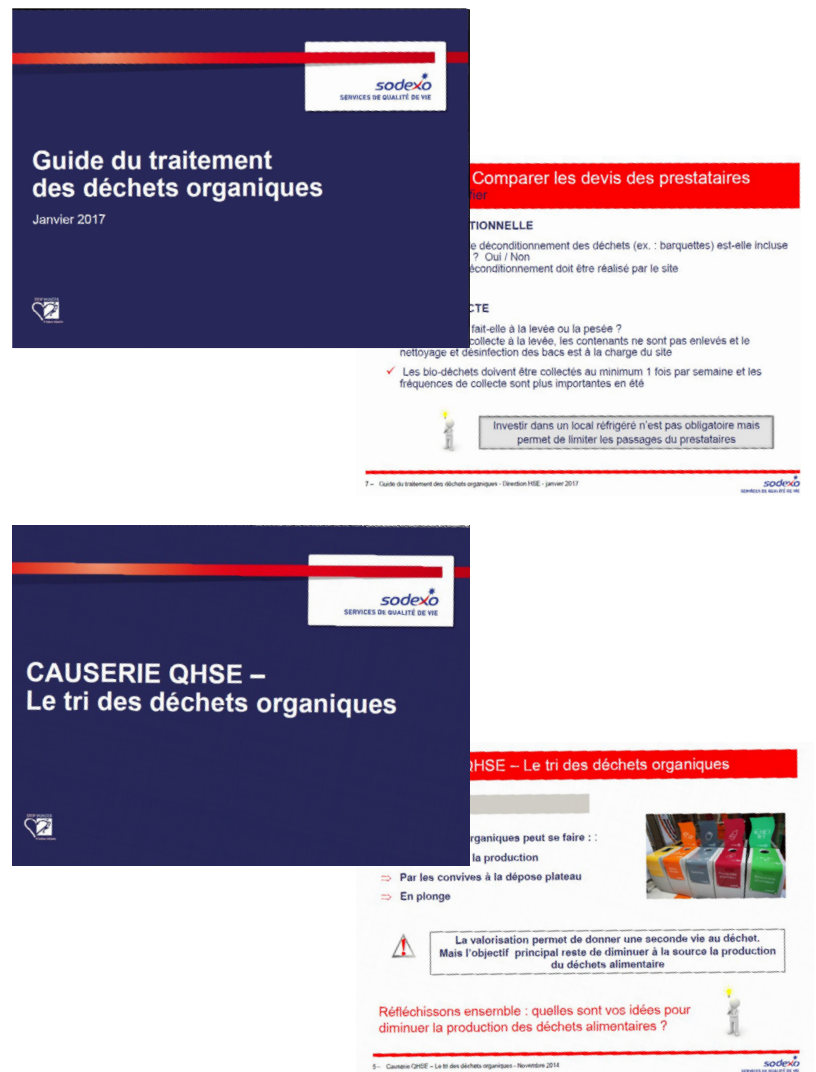 sodexo
SERVICES DE QUALITÉ DE VIE
Guide du traitement
des déchets organiques
Janvier 2017
Comparer les devis des prestataires
fier
TIONNELLE
e déconditionnement des déchets (ex. : barquettes) est-elle incluse
? Oui / Non
éconditionnement doit être réalisé par le site
CTE
fait-elle à la levée ou la pesée ?
collecte à la levée, les contenants ne sont pas enlevés et le
nettoyage et désinfection des bacs est à la charge du site
✓ Les bio-déchets doivent être collectés au minimum 1 fois par semaine et les
fréquences de collecte sont plus importantes en été
Investir dans un local réfrigéré n'est pas obligatoire mais
permet de limiter les passages du prestataires
7 – Guide du traitement des déchets organiques - Direction HSE - janvier 2017
sodexo
SERVICES DE QUALITÉ DE VIE
sodexo
SERVICES DE QUALITÉ DE VIE
CAUSERIE QHSE –
Le tri des déchets organiques
QHSE – Le tri des déchets organiques
rganiques peut se faire : :
la production
⇒ Par les convives à la dépose plateau
⇒ En plonge
La valorisation permet de donner une seconde vie au déchet.
Mais l'objectif principal reste de diminuer à la source la production
du déchets alimentaire
Réfléchissons ensemble : quelles sont vos idées pour
diminuer la production des déchets alimentaires ?
5 – Causerie QHSE – Le tri des déchets organiques - Novembre 2014
sodexo
SERVICES DE QUALITÉ DE VIE